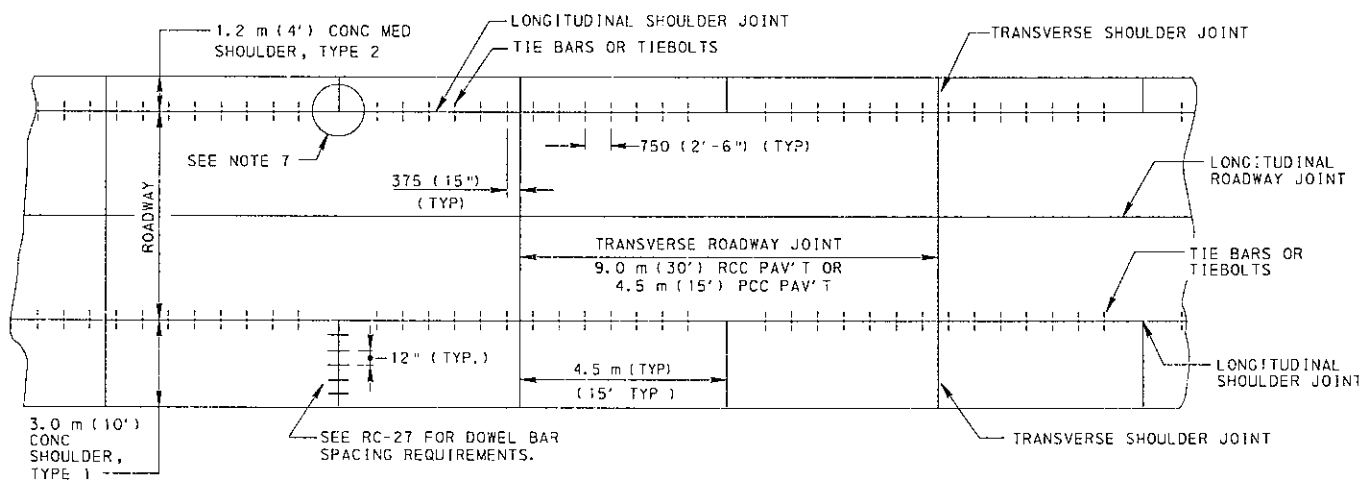 1.2 m (4') CONC MED
SHOULDER, TYPE 2
LONGITUDINAL SHOULDER JOINT
TIE BARS OR TIEBOLTS
TRANSVERSE SHOULDER JOINT
SEE NOTE 7
750 (2'-6") (TYP)
375 (15")
(TYP)
LONGITUDINAL
ROADWAY JOINT
ROADWAY
TRANSVERSE ROADWAY JOINT
9.0 m (30') RCC PAV'T OR
4.5 m (15') PCC PAV'T
TIE BARS OR
TIEBOLTS
12" (TYP.)
4.5 m (TYP)
(15' TYP )
LONGITUDINAL
SHOULDER JOINT
3.0 m (10')
CONC
SHOULDER,
TYPE 1
SEE RC-27 FOR DOWEL BAR
SPACING REQUIREMENTS.
TRANSVERSE SHOULDER JOINT